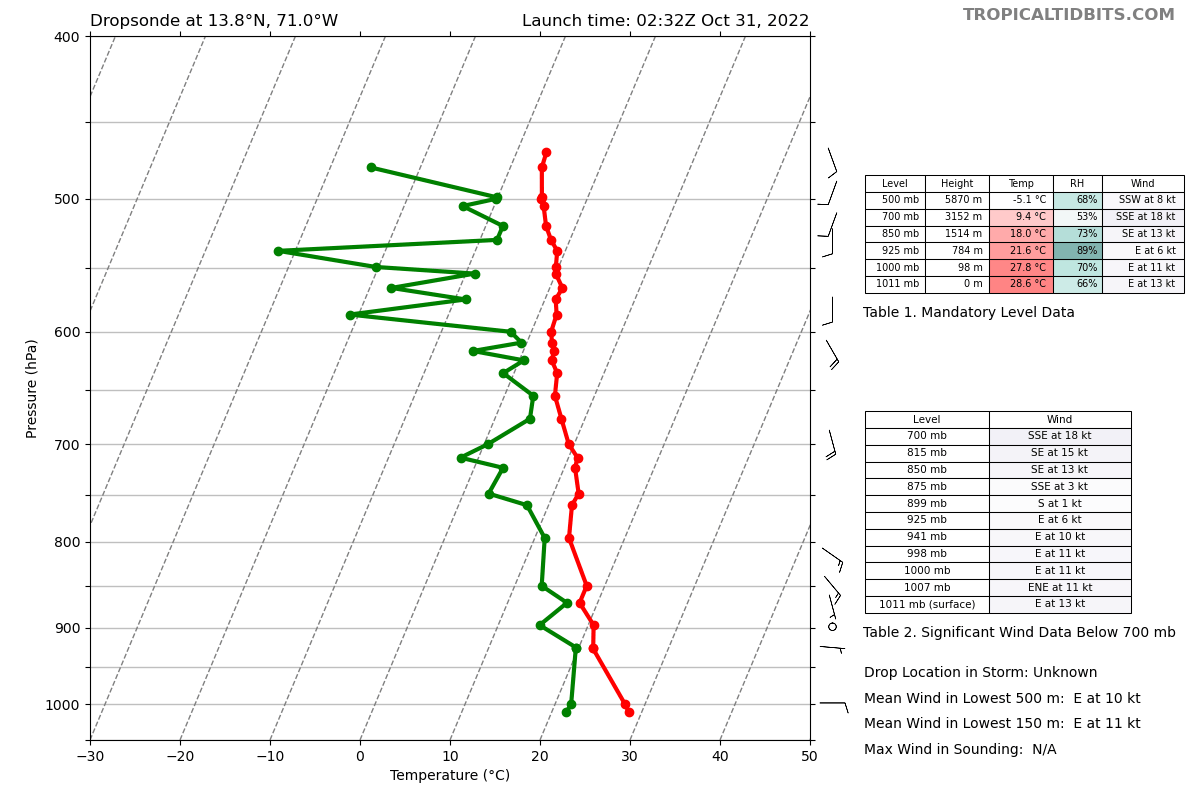 Dropsonde at 13.8°N, 71.0°W
Launch time: 02:32Z Oct 31, 2022
TROPICALTIDBITS.COM
400
500
600
700
800
900
1000
Pressure (hPa)
−30 −20 −10 0 10 20 30 40 50
Temperature (°C)
Level Height Temp RH Wind
500 mb 5870 m -5.1 °C 68% SSW at 8 kt
700 mb 3152 m 9.4 °C 53% SSE at 18 kt
850 mb 1514 m 18.0 °C 73% SE at 13 kt
925 mb 784 m 21.6 °C 89% E at 6 kt
1000 mb 98 m 27.8 °C 70% E at 11 kt
1011 mb 0 m 28.6 °C 66% E at 13 kt
Table 1. Mandatory Level Data
Level Wind
700 mb SSE at 18 kt
815 mb SE at 15 kt
850 mb SE at 13 kt
875 mb SSE at 3 kt
899 mb S at 1 kt
925 mb E at 6 kt
941 mb E at 10 kt
998 mb E at 11 kt
1000 mb E at 11 kt
1007 mb ENE at 11 kt
1011 mb (surface) E at 13 kt
Table 2. Significant Wind Data Below 700 mb
Drop Location in Storm: Unknown
Mean Wind in Lowest 500 m: E at 10 kt
Mean Wind in Lowest 150 m: E at 11 kt
Max Wind in Sounding: N/A